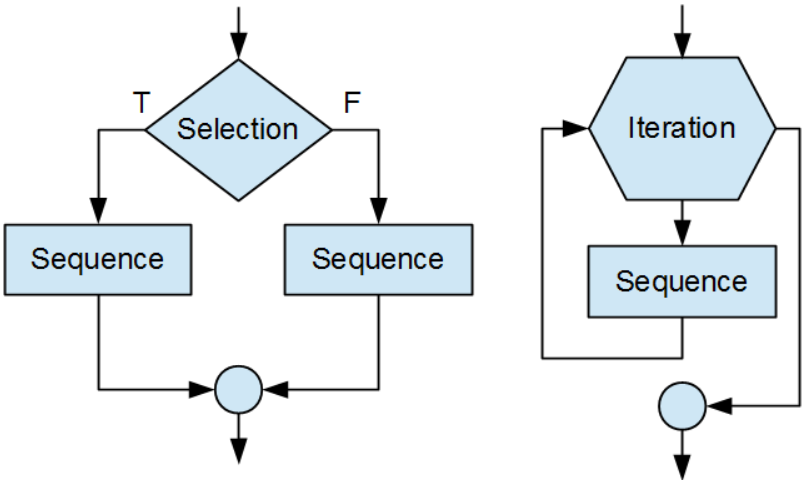 T
F
Selection
Sequence
Sequence
Iteration
Sequence